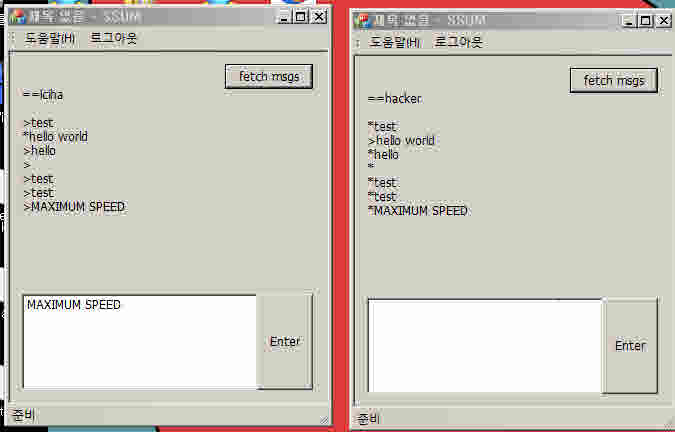 제목 없음 - SSUM
도움말(H) 로그아웃
fetch msgs
==lciha
>test
*hello world
>hello
>
>test
>test
>MAXIMUM SPEED
MAXIMUM SPEED
Enter
준비
제목 없음 - SSUM
도움말(H) 로그아웃
fetch msgs
==hacker
*test
>hello world
*hello
*
*test
*test
*MAXIMUM SPEED
Enter
준비